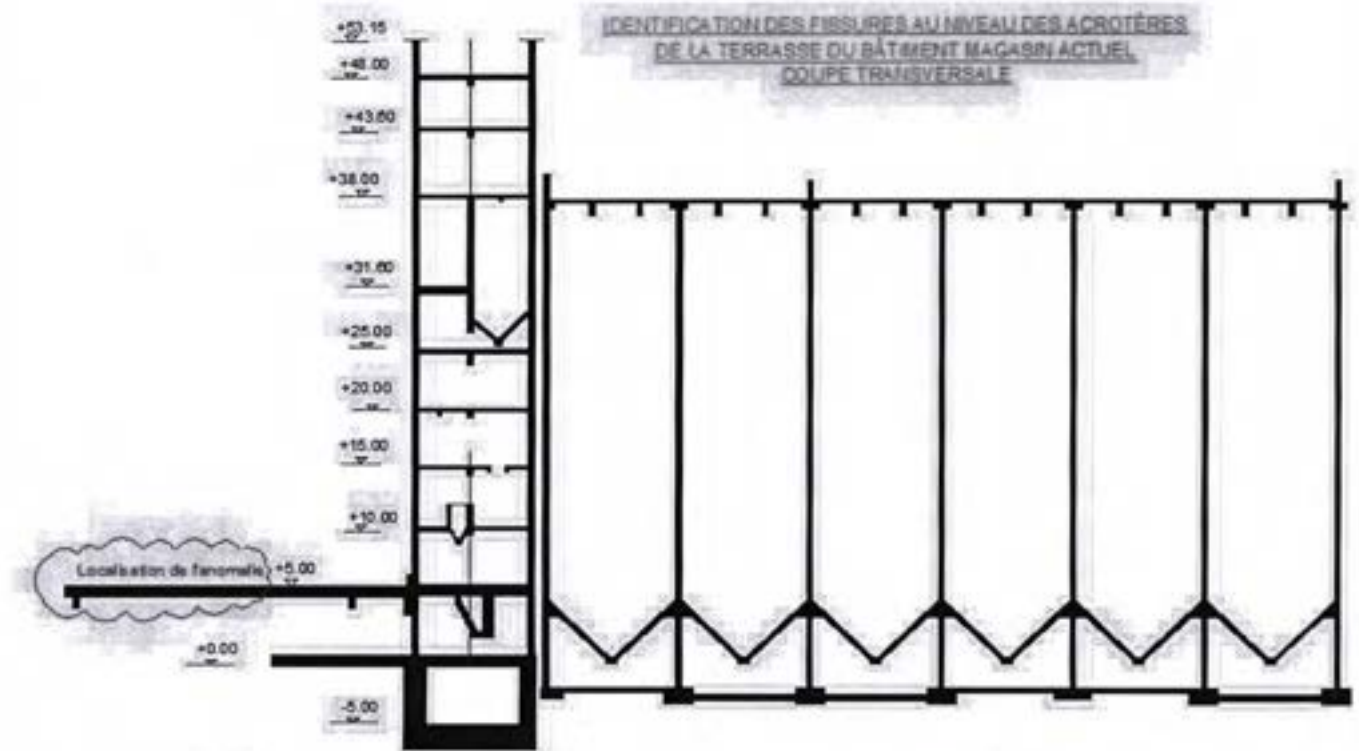 IDENTIFICATION DES FISSURES AU NIVEAU DES ACROTÈRES
DE LA TERRASSE DU BÂTIMENT MAGASIN ACTUEL
COUPE TRANSVERSALE
+53.15
+48.00
+43.60
+38.00
+31.60
+25.00
+20.00
+15.00
+10.00
Localisation de l'anomalie +5.00
+0.00
-5.00